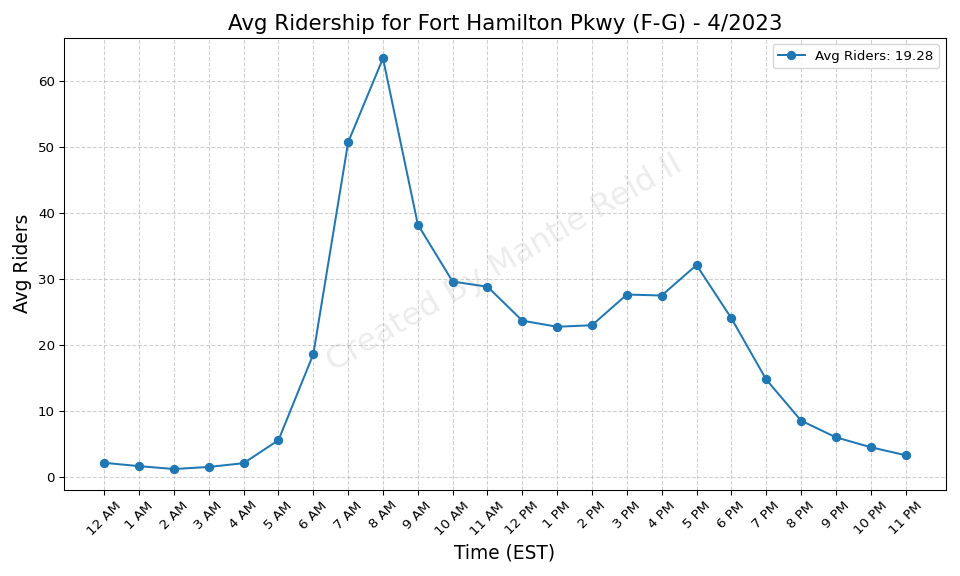 Avg Ridership for Fort Hamilton Pkwy (F-G) - 4/2023
Avg Riders: 19.28
Created By Mantie Reid II
Avg Riders
60
50
40
30
20
10
0
12 AM
1 AM
2 AM
3 AM
4 AM
5 AM
6 AM
7 AM
8 AM
9 AM
10 AM
11 AM
12 PM
1 PM
2 PM
3 PM
4 PM
5 PM
6 PM
7 PM
8 PM
9 PM
10 PM
11 PM
Time (EST)